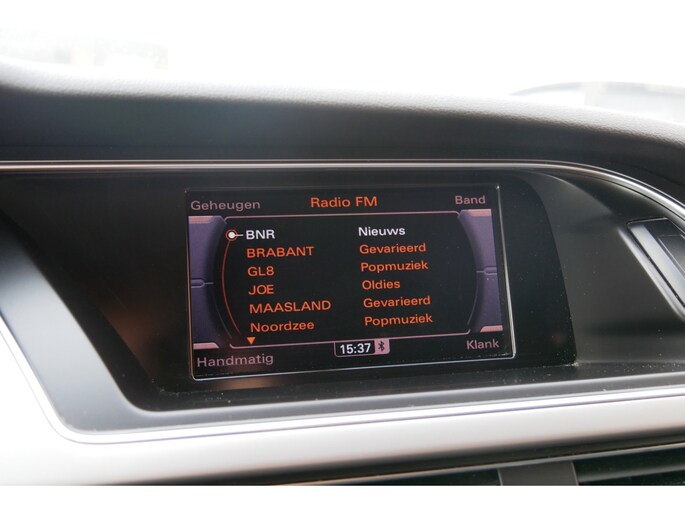 Geheugen Radio FM Band
BNR Nieuws
BRABANT Gevarieerd
GL8 Popmuziek
JOE Oldies
MAASLAND Gevarieerd
Noordzee Popmuziek
Handmatig 15:37 Klank